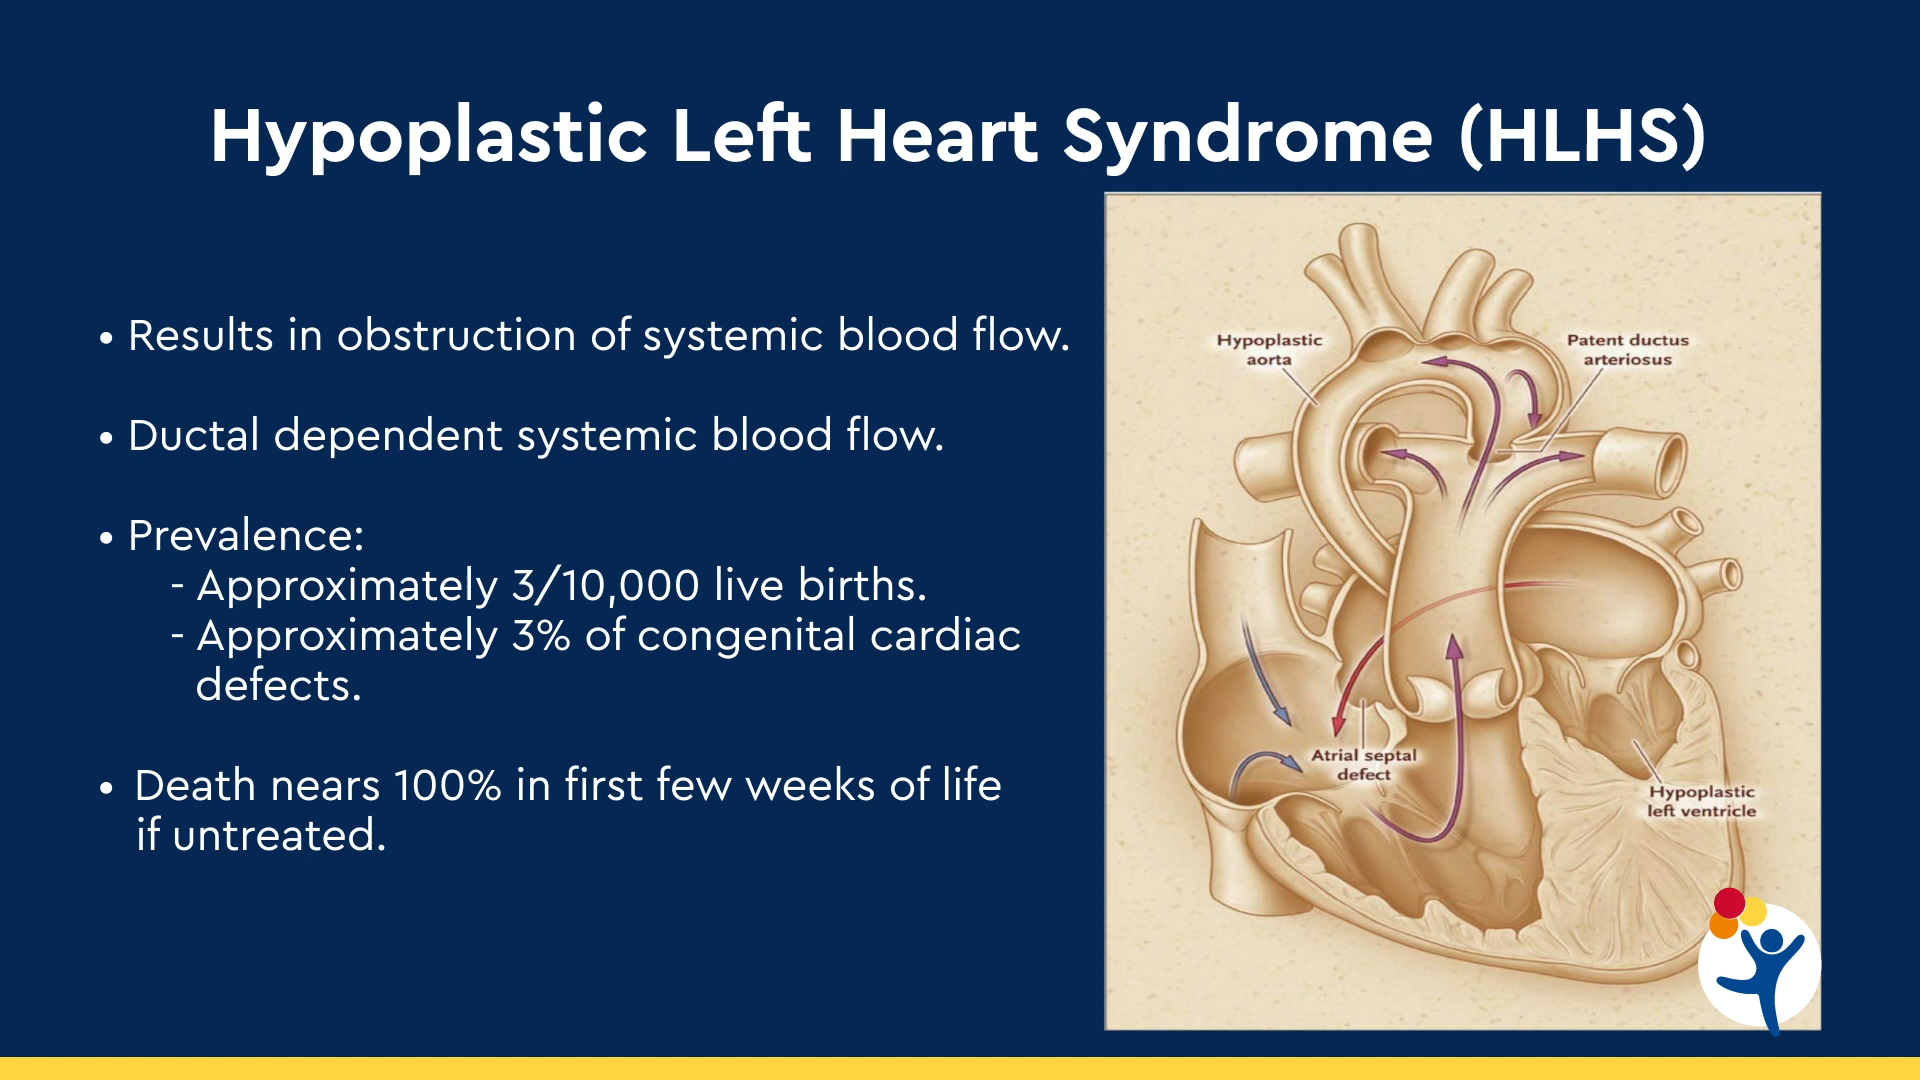 Hypoplastic Left Heart Syndrome (HLHS)
• Results in obstruction of systemic blood flow.
• Ductal dependent systemic blood flow.
• Prevalence:
- Approximately 3/10,000 live births.
- Approximately 3% of congenital cardiac
defects.
• Death nears 100% in first few weeks of life
if untreated.
Hypoplastic
aorta
Patent ductus
arteriosus
Atrial septal
defect
Hypoplastic
left ventricle